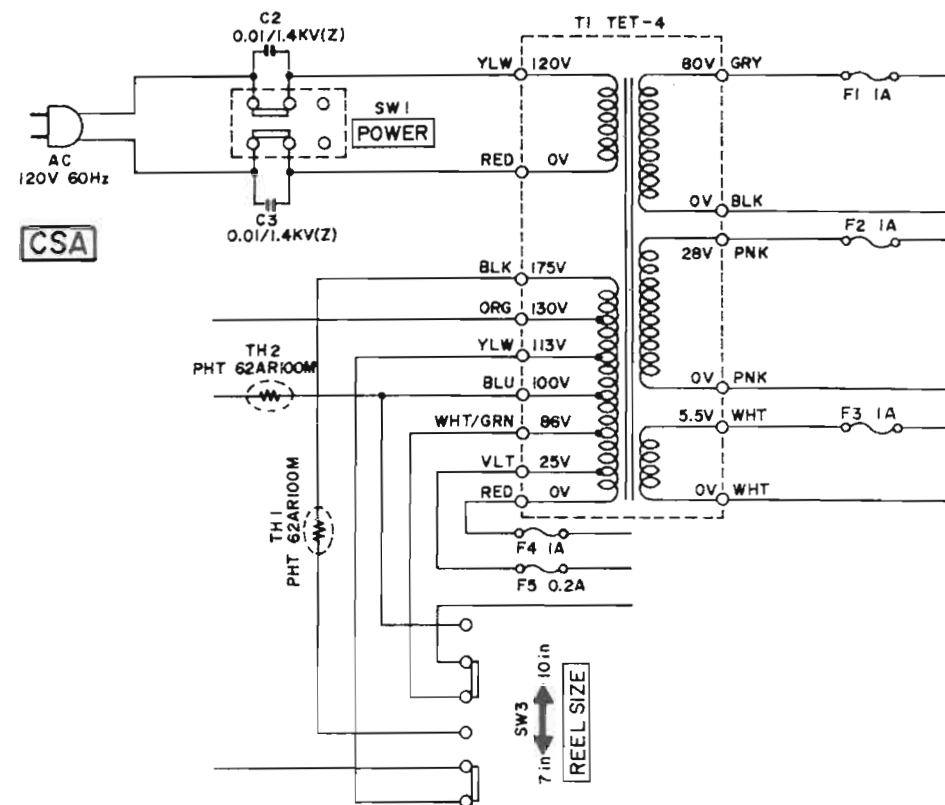 C2
0.01/1.4KV(Z)
T1 TET-4
YLW 120V
80V GRY
F1 1A
SW1
POWER
AC
120V 60Hz
RED 0V
C3
0.01/1.4KV(Z)
CSA
0V BLK
F2 1A
28V PNK
BLK 175V
ORG 130V
YLW 113V
TH2
PHT 62AR100M
BLU 100V
0V PNK
WHT/GRN 86V
5.5V WHT
F3 1A
VLT 25V
RED 0V
0V WHT
TH1
PHT 62AR100M
F4 1A
F5 0.2A
SW3
7in
10in
REEL SIZE